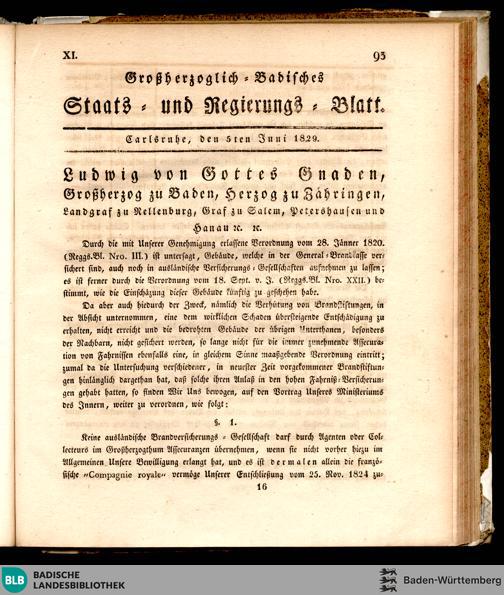 XI. 93
Großherzoglich-Badisches
Staats- und Regierungs-Blatt.
Carlsruhe, den 5ten Juni 1829.
Ludwig von Gottes Gnaden,
Großherzog zu Baden, Herzog zu Zähringen,
Landgraf zu Nellenburg, Graf zu Salem, Petershausen und
Hanau ꝛc. ꝛc.
Durch die mit Unserer Genehmigung erlassene Verordnung vom 28. Jänner 1820.
(Reggs.Bl. Nro. III.) ist untersagt, Gebäude, welche in der General-Brandkasse ver-
sichert sind, auch noch in ausländische Versicherungs-Gesellschaften aufnehmen zu lassen;
es ist ferner durch die Verordnung vom 18. Sept. v. J. (Reggs.Bl. Nro. XXII.) be-
stimmt, wie die Einschäzung dieser Gebäude künftig zu geschehen habe.
Da aber auch hiedurch der Zweck, nämlich die Verhütung von Brandstiftungen, in
der Absicht unternommen, eine dem wirklichen Schaden übersteigende Entschädigung zu
erhalten, nicht erreicht und die bedrohten Gebäude der übrigen Unterthanen, besonders
der Nachbarn, nicht gesichert werden, so lange nicht für die immer zunehmende Assecura-
tion von Fahrnissen ebenfalls eine, in gleichem Sinne maaßgebende Verordnung eintritt;
zumal da die Untersuchung verschiedener, in neuester Zeit vorgekommener Brandstiftun-
gen hinlänglich dargethan hat, daß solche ihren Anlaß in den hohen Fahrniß-Versicherun-
gen gehabt hatten, so finden Wir Uns bewogen, auf den Vortrag Unseres Ministeriums
des Innern, weiter zu verordnen, wie folgt:
§. 1.
Keine ausländische Brandversicherungs-Gesellschaft darf durch Agenten oder Col-
lecteurs im Großherzogthum Assecuranzen übernehmen, wenn sie nicht vorher hiezu im
Allgemeinen Unsere Bewilligung erlangt hat, und es ist dermalen allein die franzö-
sische «Compagnie royale» vermöge Unserer Entschließung vom 25. Nov. 1824 zu-
16
BLB BADISCHE
LANDESBIBLIOTHEK
Baden-Württemberg